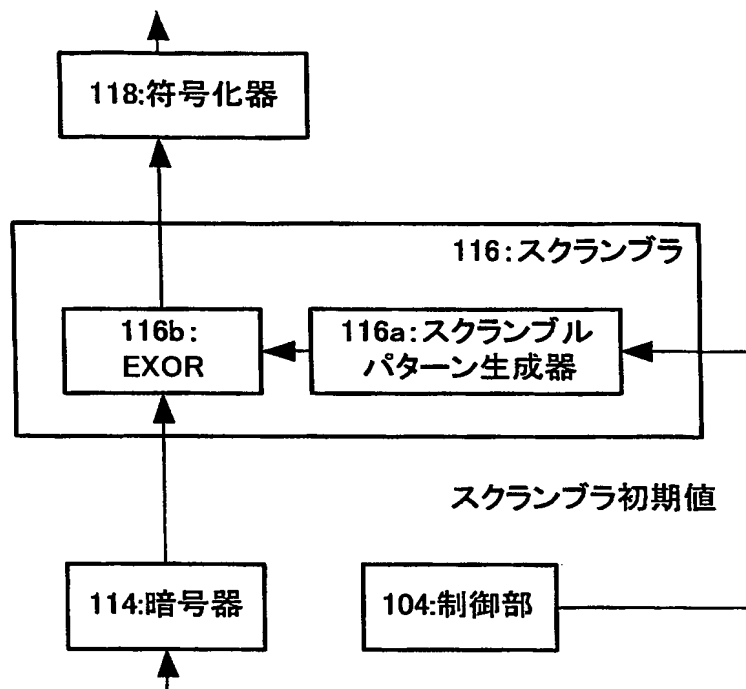 118:符号化器
116:スクランブラ
116b:
EXOR
116a:スクランブル
パターン生成器
スクランブラ初期値
114:暗号器
104:制御部